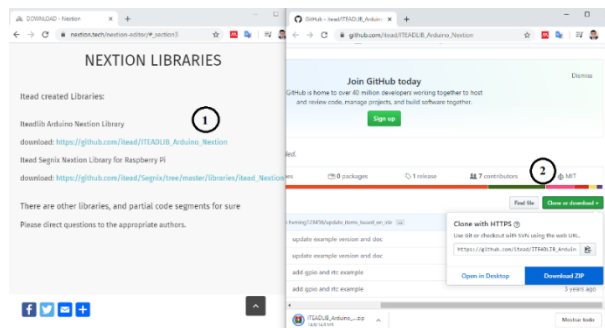 DOWNLOAD - Nextion
nextion.tech/nextion-editor/#_section3
NEXTION LIBRARIES
Itead created Libraries:
Iteadlib Arduino Nextion Library
1
download: https://github.com/itead/ITEADLIB_Arduino_Nextion
Itead Segnix Nextion Library for Raspberry Pi
download: https://github.com/itead/Segnix/tree/master/libraries/itead_Nextion
There are other libraries, and partial code segments for sure
Please direct questions to the appropriate authors.
GitHub - itead/ITEADLIB_Arduino
github.com/itead/ITEADLIB_Arduino_Nextion
Join GitHub today
Dismiss
GitHub is home to over 40 million developers working together to host
and review code, manage projects, and build software together.
Sign up
0 packages
1 release
7 contributors
2
MIT
Find file
Clone or download
Clone with HTTPS
Use Git or checkout with SVN using the web URL.
https://github.com/itead/ITEADLIB_Arduin
Open in Desktop
Download ZIP
update example version and doc
update example version and doc
add gpio and rtc example
add gpio and rtc example
3 years ago
ITEADLIB_Arduino_....zip
Mostrar todo